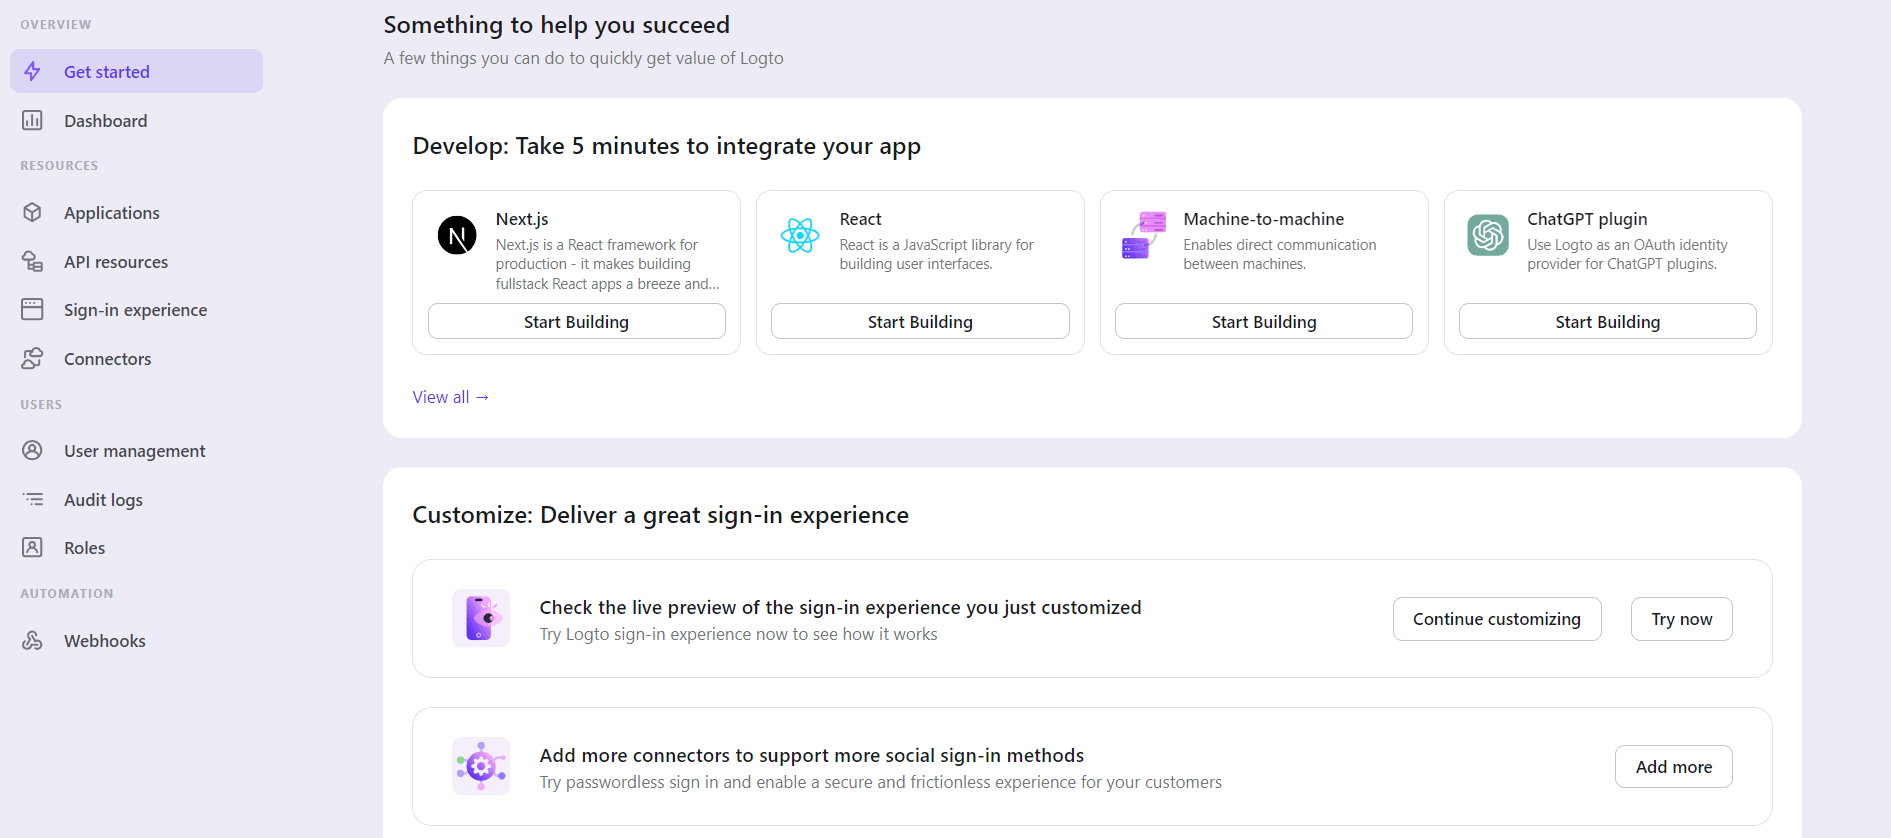 OVERVIEW
Get started
Dashboard
RESOURCES
Applications
API resources
Sign-in experience
Connectors
USERS
User management
Audit logs
Roles
AUTOMATION
Webhooks
Something to help you succeed
A few things you can do to quickly get value of Logto
Develop: Take 5 minutes to integrate your app
Next.js
Next.js is a React framework for
production - it makes building
fullstack React apps a breeze and...
Start Building
React
React is a JavaScript library for
building user interfaces.
Start Building
Machine-to-machine
Enables direct communication
between machines.
Start Building
ChatGPT plugin
Use Logto as an OAuth identity
provider for ChatGPT plugins.
Start Building
View all →
Customize: Deliver a great sign-in experience
Check the live preview of the sign-in experience you just customized
Try Logto sign-in experience now to see how it works
Continue customizing
Try now
Add more connectors to support more social sign-in methods
Try passwordless sign in and enable a secure and frictionless experience for your customers
Add more